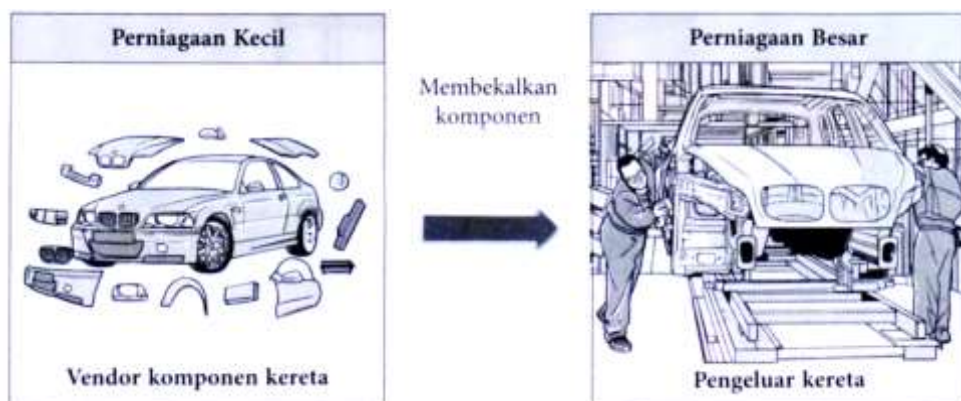 Perniagaan Kecil
Vendor komponen kereta
Membekalkan
komponen
Perniagaan Besar
Pengeluar kereta